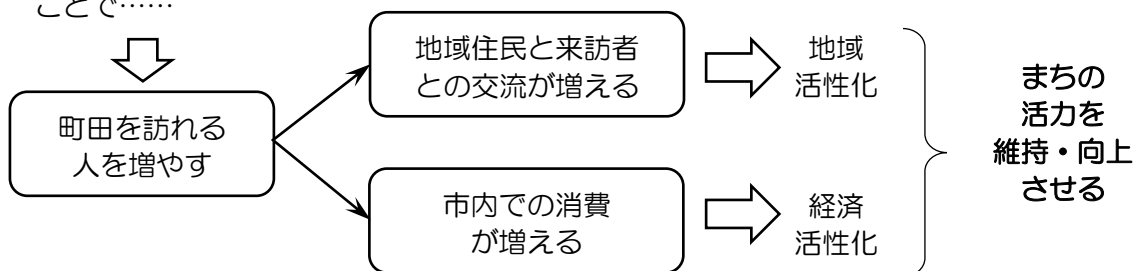 ことで……
町田を訪れる
人を増やす
地域住民と来訪者
との交流が増える
地域
活性化
市内での消費
が増える
経済
活性化
まちの
活力を
維持・向上
させる